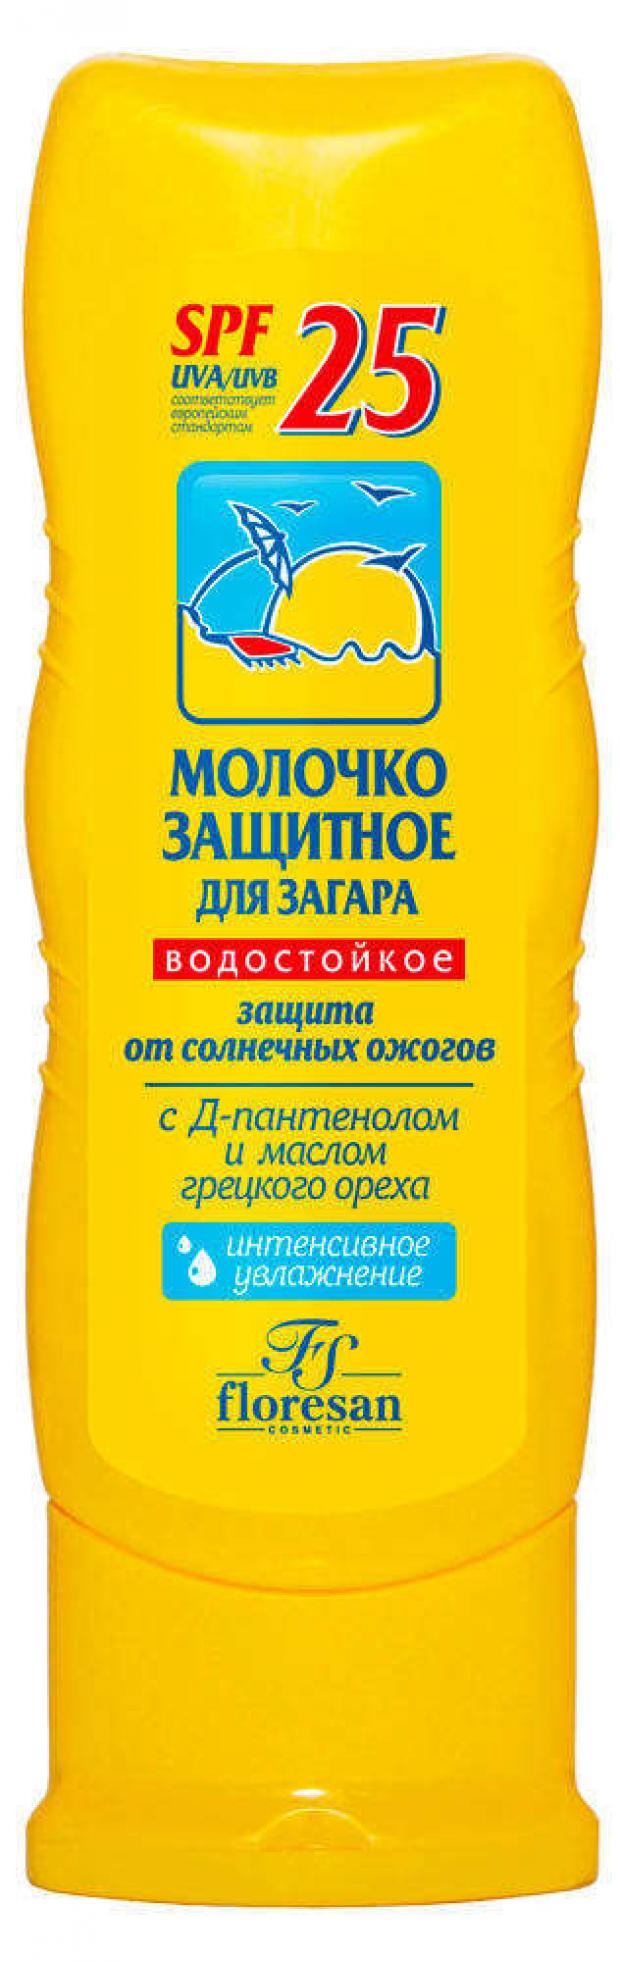 SPF 25
UVA/UVB
соответствует
европейским
стандартам
МОЛОЧКО
ЗАЩИТНОЕ
ДЛЯ ЗАГАРА
ВОДОСТОЙКОЕ
защита
от солнечных ожогов
с Д-пантенолом
и маслом
грецкого ореха
интенсивное
увлажнение
FS
floresan
COSMETIC